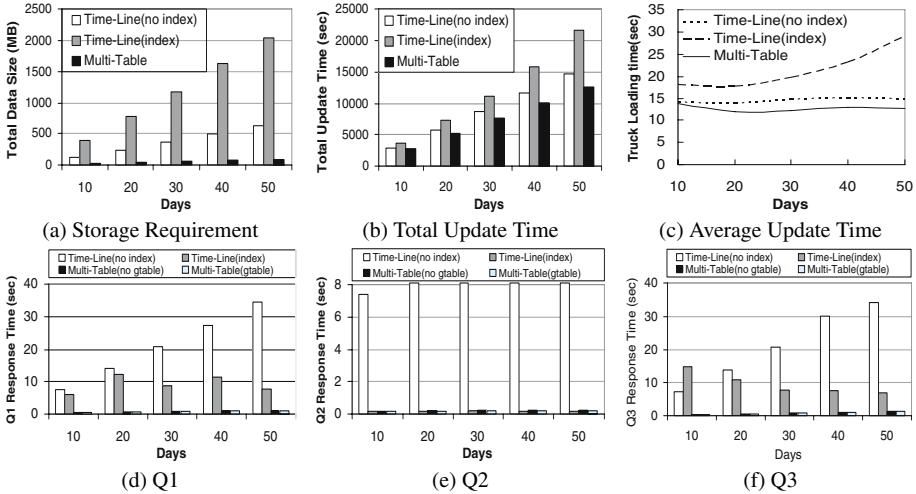 Total Data Size (MB)
2500
2000
1500
1000
500
0
Time-Line(no index)
Time-Line(index)
Multi-Table
10 20 30 40 50
Days
(a) Storage Requirement
Total Update Time (sec)
25000
20000
15000
10000
5000
0
Time-Line(no index)
Time-Line(index)
Multi-Table
10 20 30 40 50
Days
(b) Total Update Time
Truck Loading time(sec)
35
30
25
20
15
10
5
0
Time-Line(no index)
Time-Line(index)
Multi-Table
10 20 30 40 50
Days
(c) Average Update Time
Time-Line(no index) Time-Line(index)
Multi-Table(no gtable) Multi-Table(gtable)
Q1 Response Time (sec)
40
30
20
10
0
10 20 30 40 50
Days
(d) Q1
Time-Line(no index) Time-Line(index)
Multi-Table(no gtable) Multi-Table(gtable)
Q2 Response Time (sec)
8
6
4
2
0
10 20 30 40 50
Days
(e) Q2
Time-Line(no index) Time-Line(index)
Multi-Table(no gtable) Multi-Table(gtable)
Q3 Response Time (sec)
40
30
20
10
0
10 20 30 40 50
Days
(f) Q3